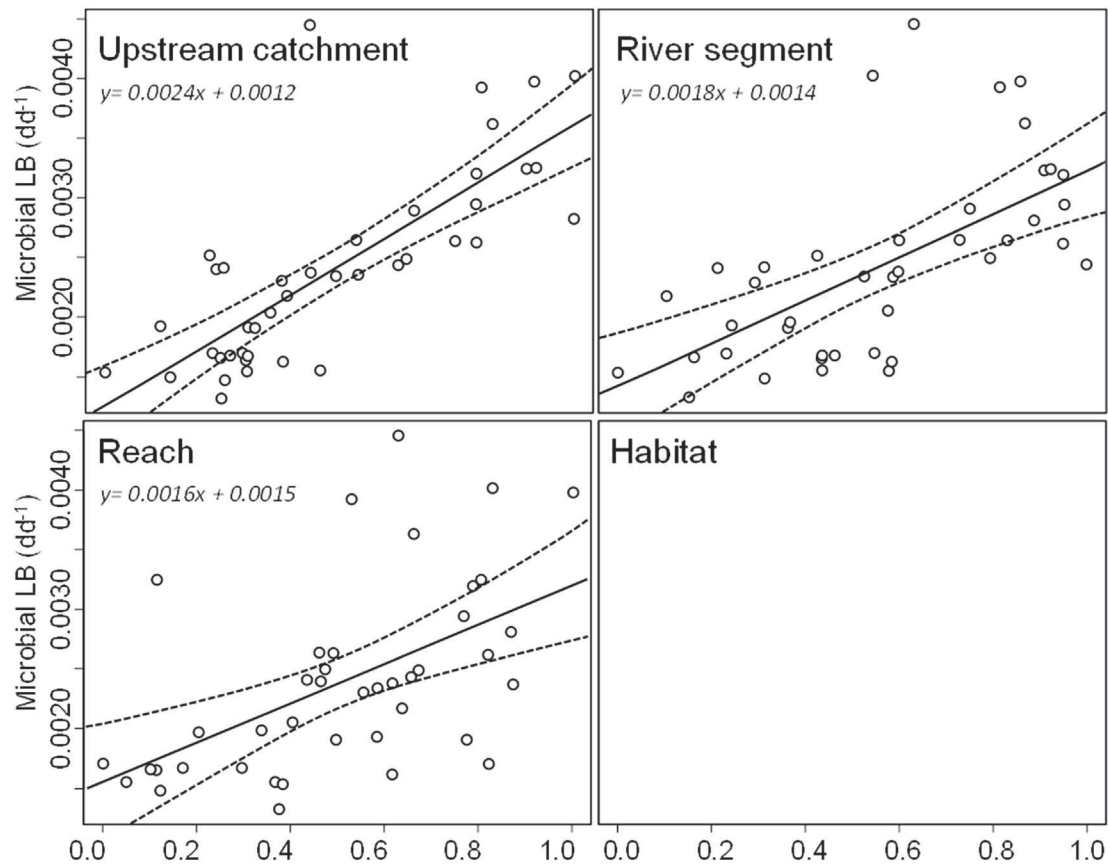 Upstream catchment
y= 0.0024x + 0.0012
River segment
y= 0.0018x + 0.0014
Microbial LB (dd-1)
0.0040
0.0030
0.0020
Reach
y= 0.0016x + 0.0015
Habitat
Microbial LB (dd-1)
0.0040
0.0030
0.0020
0.0 0.2 0.4 0.6 0.8 1.0 0.0 0.2 0.4 0.6 0.8 1.0